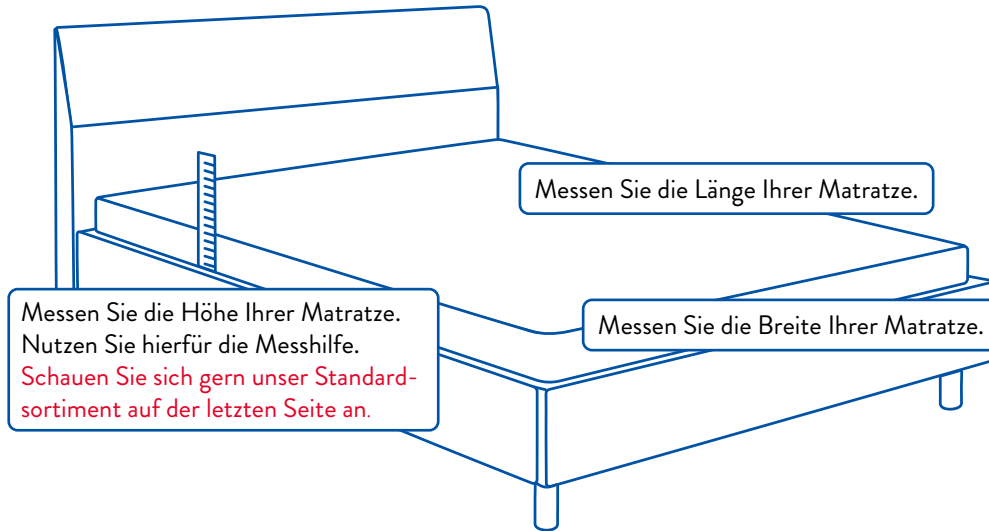 Messen Sie die Länge Ihrer Matratze.
Messen Sie die Höhe Ihrer Matratze.
Nutzen Sie hierfür die Messhilfe.
Schauen Sie sich gern unser Standard-
sortiment auf der letzten Seite an.
Messen Sie die Breite Ihrer Matratze.